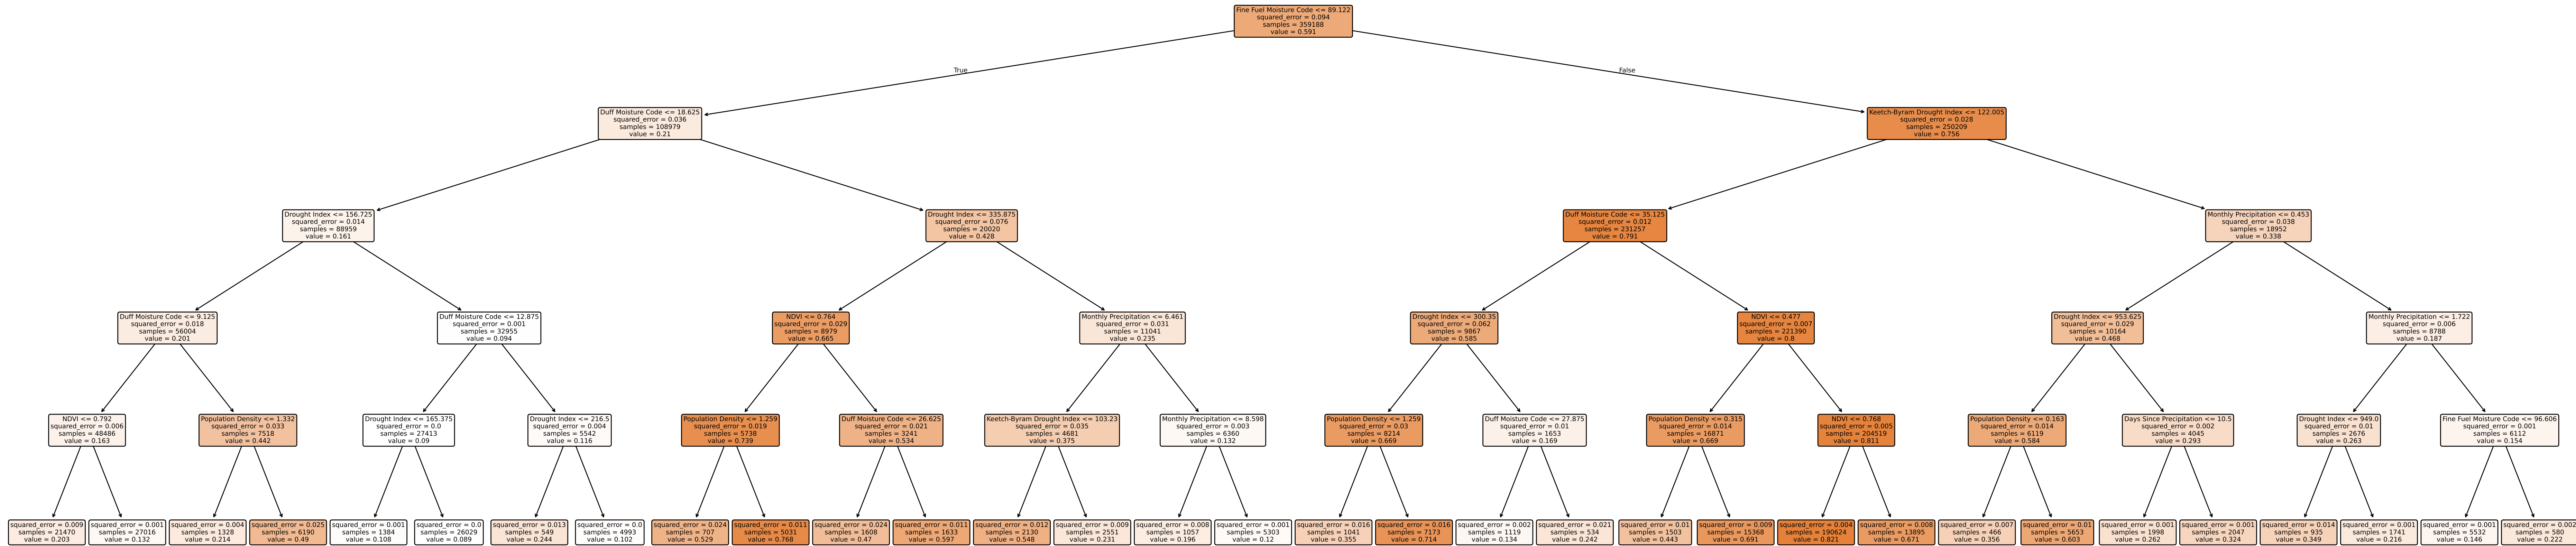 Fine Fuel Moisture Code <= 89.122
squared_error = 0.094
samples = 359188
value = 0.591
True
False
Duff Moisture Code <= 18.625
squared_error = 0.036
samples = 108979
value = 0.21
Keetch-Byram Drought Index <= 122.005
squared_error = 0.028
samples = 250209
value = 0.756
Drought Index <= 156.725
squared_error = 0.014
samples = 88959
value = 0.161
Drought Index <= 335.875
squared_error = 0.076
samples = 20020
value = 0.428
Duff Moisture Code <= 35.125
squared_error = 0.012
samples = 231257
value = 0.791
Monthly Precipitation <= 0.453
squared_error = 0.038
samples = 18952
value = 0.338
Duff Moisture Code <= 9.125
squared_error = 0.018
samples = 56004
value = 0.201
Duff Moisture Code <= 12.875
squared_error = 0.001
samples = 32955
value = 0.094
NDVI <= 0.764
squared_error = 0.029
samples = 8979
value = 0.665
Monthly Precipitation <= 6.461
squared_error = 0.031
samples = 11041
value = 0.235
Drought Index <= 300.35
squared_error = 0.062
samples = 9867
value = 0.585
NDVI <= 0.477
squared_error = 0.007
samples = 221390
value = 0.8
Drought Index <= 953.625
squared_error = 0.029
samples = 10164
value = 0.468
Monthly Precipitation <= 1.722
squared_error = 0.006
samples = 8788
value = 0.187
NDVI <= 0.792
squared_error = 0.006
samples = 48486
value = 0.163
Population Density <= 1.332
squared_error = 0.033
samples = 7518
value = 0.442
Drought Index <= 165.375
squared_error = 0.0
samples = 27413
value = 0.09
Drought Index <= 216.5
squared_error = 0.004
samples = 5542
value = 0.116
Population Density <= 1.259
squared_error = 0.019
samples = 5738
value = 0.739
Duff Moisture Code <= 26.625
squared_error = 0.021
samples = 3241
value = 0.534
Keetch-Byram Drought Index <= 103.23
squared_error = 0.035
samples = 4681
value = 0.375
Monthly Precipitation <= 8.598
squared_error = 0.003
samples = 6360
value = 0.132
Population Density <= 1.259
squared_error = 0.03
samples = 8214
value = 0.669
Duff Moisture Code <= 27.875
squared_error = 0.01
samples = 1653
value = 0.169
Population Density <= 0.315
squared_error = 0.014
samples = 16871
value = 0.669
NDVI <= 0.768
squared_error = 0.005
samples = 204519
value = 0.811
Population Density <= 0.163
squared_error = 0.014
samples = 6119
value = 0.584
Days Since Precipitation <= 10.5
squared_error = 0.002
samples = 4045
value = 0.293
Drought Index <= 949.0
squared_error = 0.01
samples = 2676
value = 0.263
Fine Fuel Moisture Code <= 96.606
squared_error = 0.001
samples = 6112
value = 0.154
squared_error = 0.009
samples = 21470
value = 0.203
squared_error = 0.001
samples = 27016
value = 0.132
squared_error = 0.004
samples = 1328
value = 0.214
squared_error = 0.025
samples = 6190
value = 0.49
squared_error = 0.001
samples = 1384
value = 0.108
squared_error = 0.0
samples = 26029
value = 0.089
squared_error = 0.013
samples = 549
value = 0.244
squared_error = 0.0
samples = 4993
value = 0.102
squared_error = 0.024
samples = 707
value = 0.529
squared_error = 0.011
samples = 5031
value = 0.768
squared_error = 0.024
samples = 1608
value = 0.47
squared_error = 0.011
samples = 1633
value = 0.597
squared_error = 0.012
samples = 2130
value = 0.548
squared_error = 0.009
samples = 2551
value = 0.231
squared_error = 0.008
samples = 1057
value = 0.196
squared_error = 0.001
samples = 5303
value = 0.12
squared_error = 0.016
samples = 1041
value = 0.355
squared_error = 0.016
samples = 7173
value = 0.714
squared_error = 0.002
samples = 1119
value = 0.134
squared_error = 0.021
samples = 534
value = 0.242
squared_error = 0.01
samples = 1503
value = 0.443
squared_error = 0.009
samples = 15368
value = 0.691
squared_error = 0.004
samples = 190624
value = 0.821
squared_error = 0.008
samples = 13895
value = 0.671
squared_error = 0.007
samples = 466
value = 0.356
squared_error = 0.01
samples = 5653
value = 0.603
squared_error = 0.001
samples = 1998
value = 0.262
squared_error = 0.001
samples = 2047
value = 0.324
squared_error = 0.014
samples = 935
value = 0.349
squared_error = 0.001
samples = 1741
value = 0.216
squared_error = 0.001
samples = 5532
value = 0.146
squared_error = 0.002
samples = 580
value = 0.222